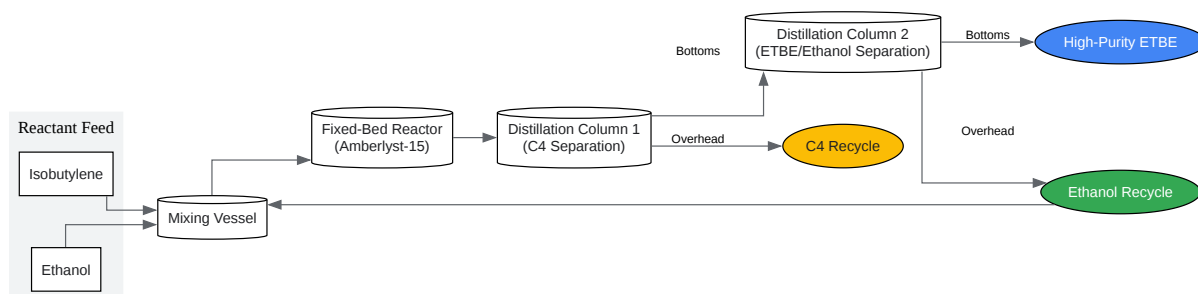 Distillation Column 2
(ETBE/Ethanol Separation)
Bottoms
High-Purity ETBE
Bottoms
Reactant Feed
Isobutylene
Ethanol
Mixing Vessel
Fixed-Bed Reactor
(Amberlyst-15)
Distillation Column 1
(C4 Separation)
Overhead
C4 Recycle
Overhead
Ethanol Recycle